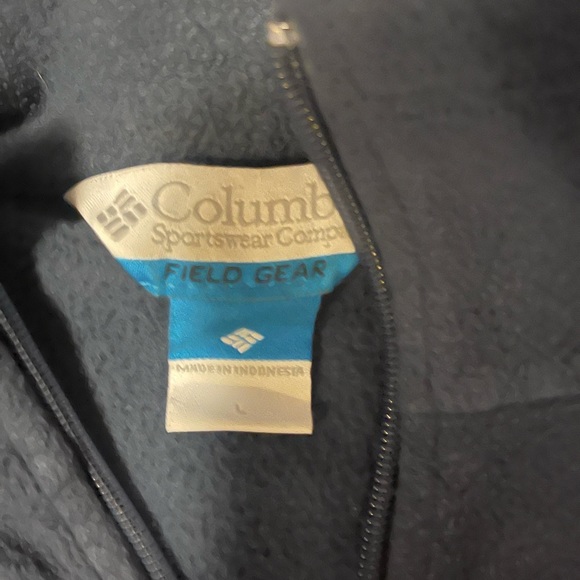 Columb
Sportswear Comp
FIELD GEAR
MADE IN INDONESIA
L